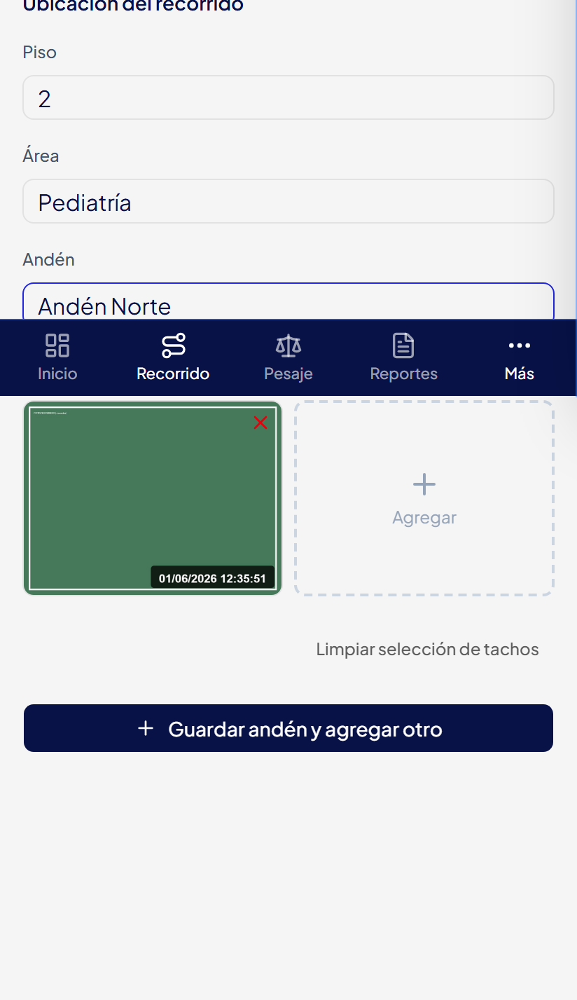 Ubicación del recorrido
Piso
2
Área
Pediatría
Andén
Andén Norte
Inicio
Recorrido
Pesaje
Reportes
Más
Agregar
01/06/2026 12:35:51
Limpiar selección de tachos
Guardar andén y agregar otro